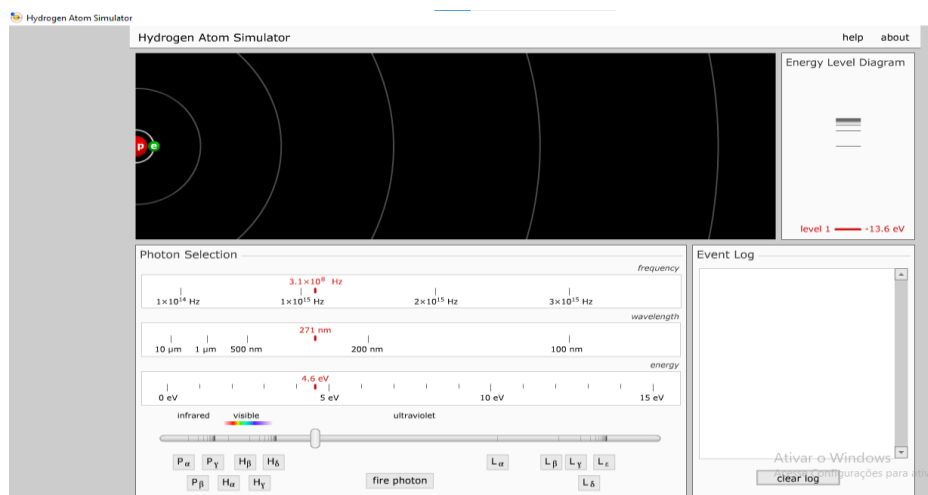 Hydrogen Atom Simulator
Hydrogen Atom Simulator
help about
Energy Level Diagram
p e
level 1 -13.6 eV
Photon Selection
frequency
3.1×10⁸ Hz
1×10¹⁴ Hz 1×10¹⁵ Hz 2×10¹⁵ Hz 3×10¹⁵ Hz
wavelength
271 nm
10 µm 1 µm 500 nm 200 nm 100 nm
energy
4.6 eV
0 eV 5 eV 10 eV 15 eV
infrared visible ultraviolet
Pα Pγ Hβ Hδ Lα Lβ Lγ Lε
Pβ Hα Hγ fire photon Lδ
Event Log
Ativar o Windows
Acesse Configurações para ati
clear log